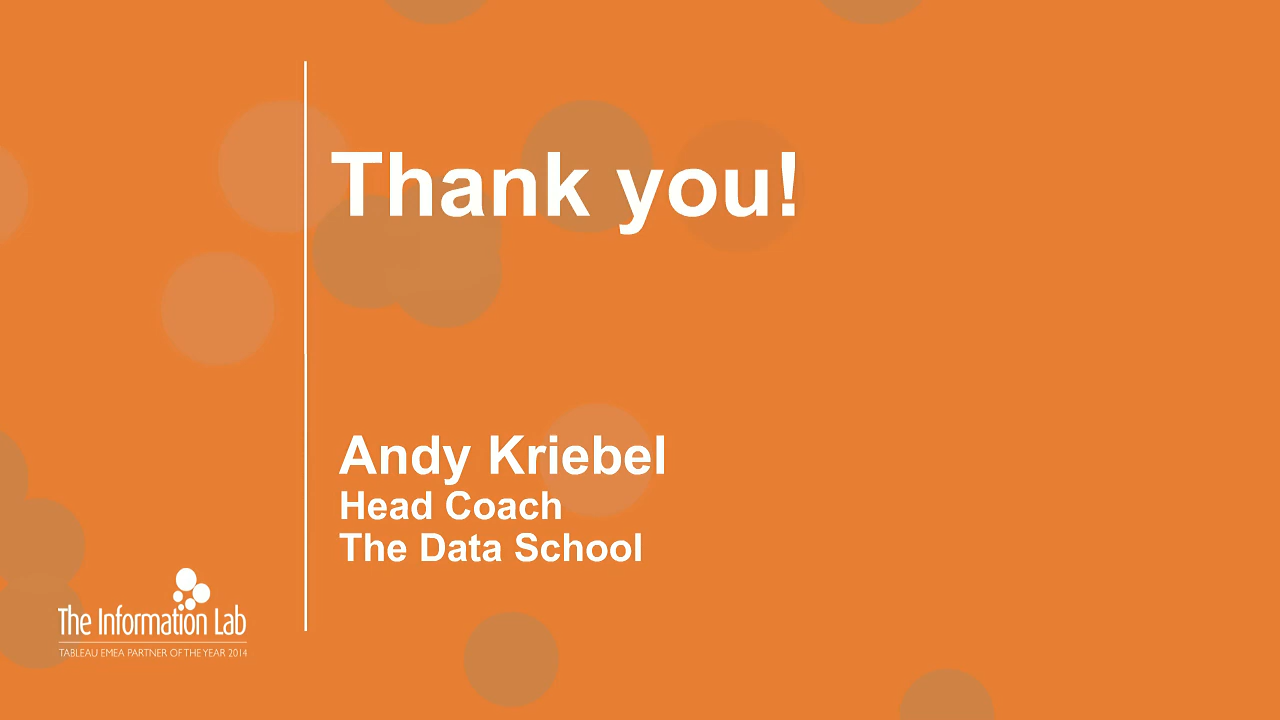 Thank you!
Andy Kriebel
Head Coach
The Data School
The Information Lab
TABLEAU EMEA PARTNER OF THE YEAR 2014